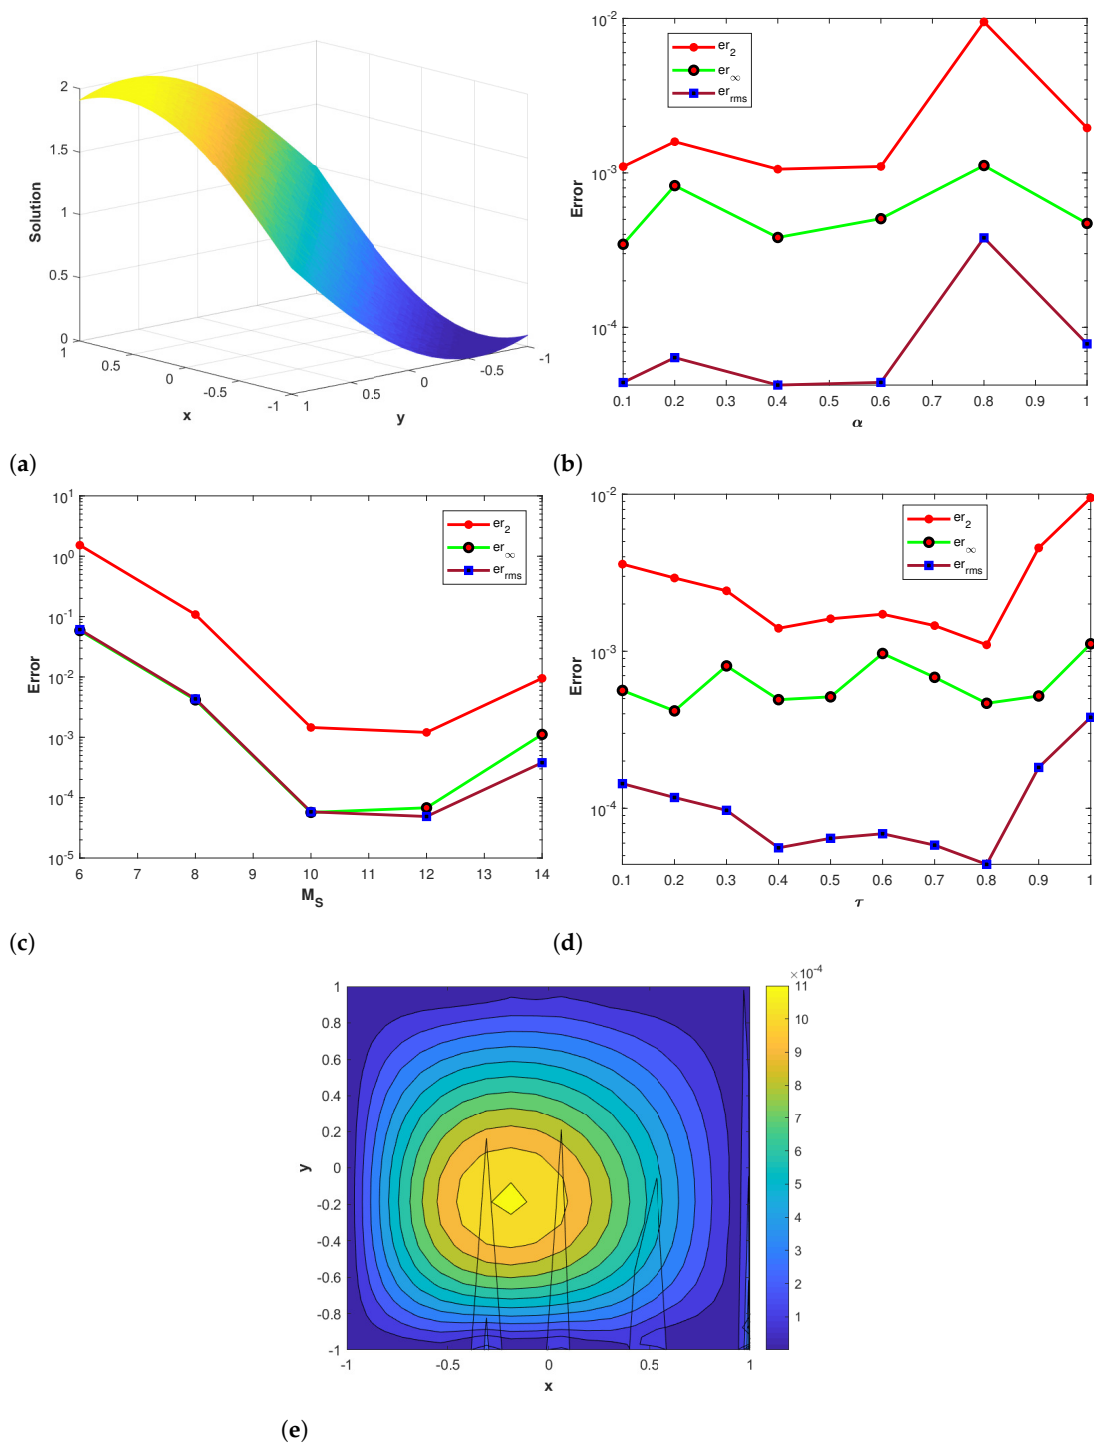 2
1.5
1
0.5
0
Solution
1
0.5
0
-0.5
-1
x
1
0.5
0
-0.5
-1
y
(a)
10-2
10-3
10-4
Error
er2
er∞
errms
0.1 0.2 0.3 0.4 0.5 0.6 0.7 0.8 0.9 1
α
(b)
101
100
10-1
10-2
10-3
10-4
10-5
Error
er2
er∞
errms
6 7 8 9 10 11 12 13 14
MS
(c)
10-2
10-3
10-4
Error
er2
er∞
errms
0.1 0.2 0.3 0.4 0.5 0.6 0.7 0.8 0.9 1
τ
(d)
1
0.8
0.6
0.4
0.2
0
-0.2
-0.4
-0.6
-0.8
-1
y
-1 -0.5 0 0.5 1
x
×10-4
11
10
9
8
7
6
5
4
3
2
1
(e)